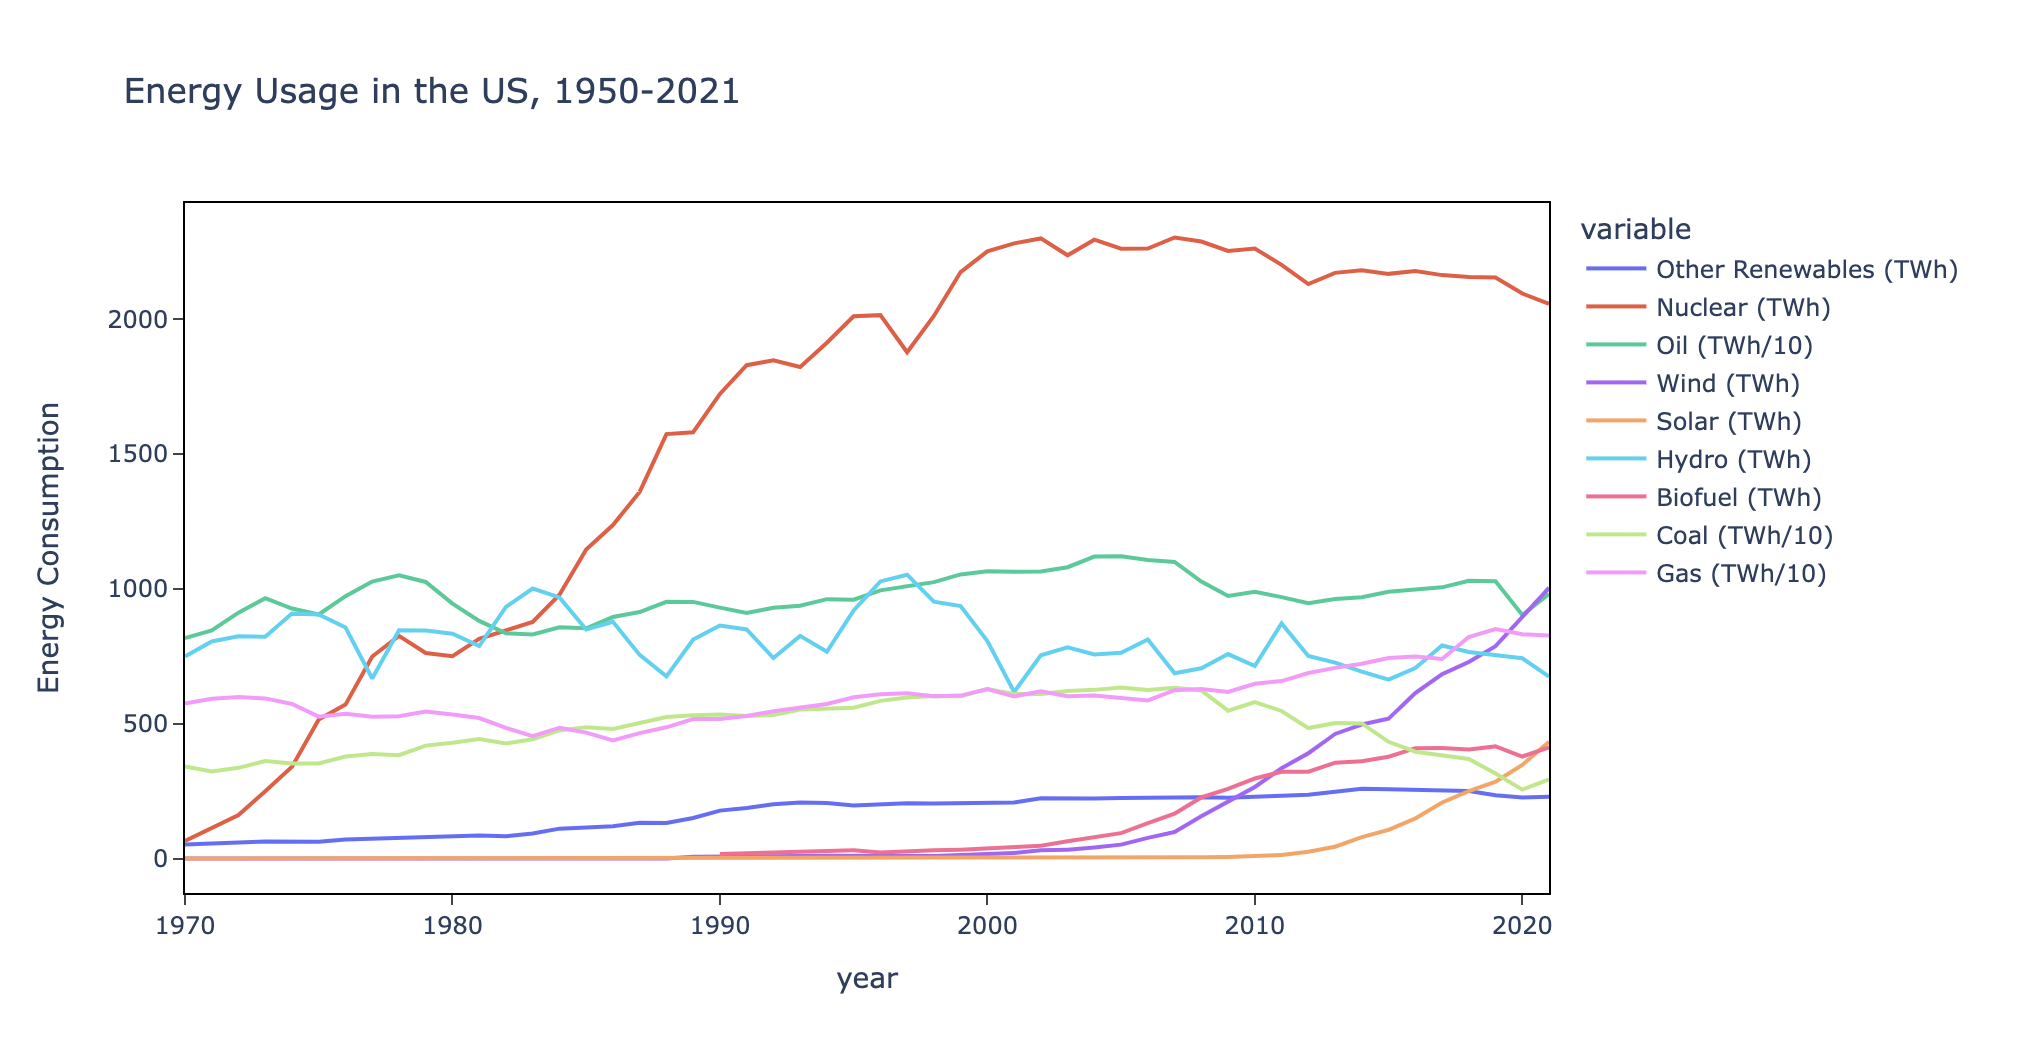 Energy Usage in the US, 1950-2021
Energy Consumption
2000
1500
1000
500
0
1970
1980
1990
2000
2010
2020
year
variable
Other Renewables (TWh)
Nuclear (TWh)
Oil (TWh/10)
Wind (TWh)
Solar (TWh)
Hydro (TWh)
Biofuel (TWh)
Coal (TWh/10)
Gas (TWh/10)